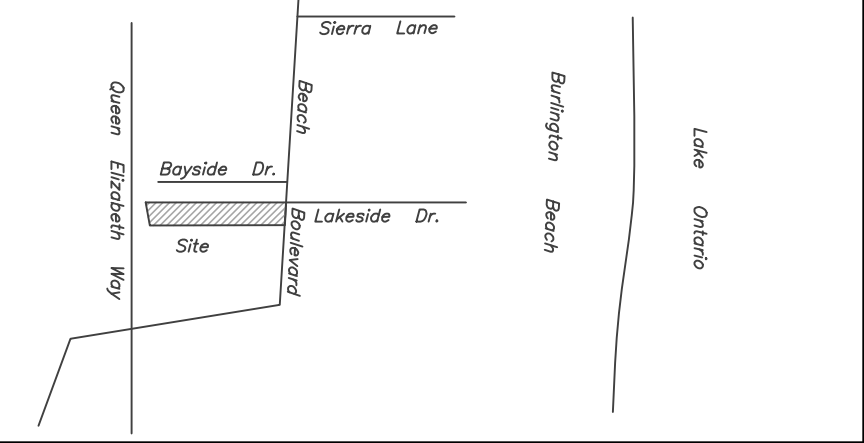 Sierra Lane
Queen Elizabeth Way
Beach Boulevard
Burlington Beach
Lake Ontario
Bayside Dr.
Lakeside Dr.
Site